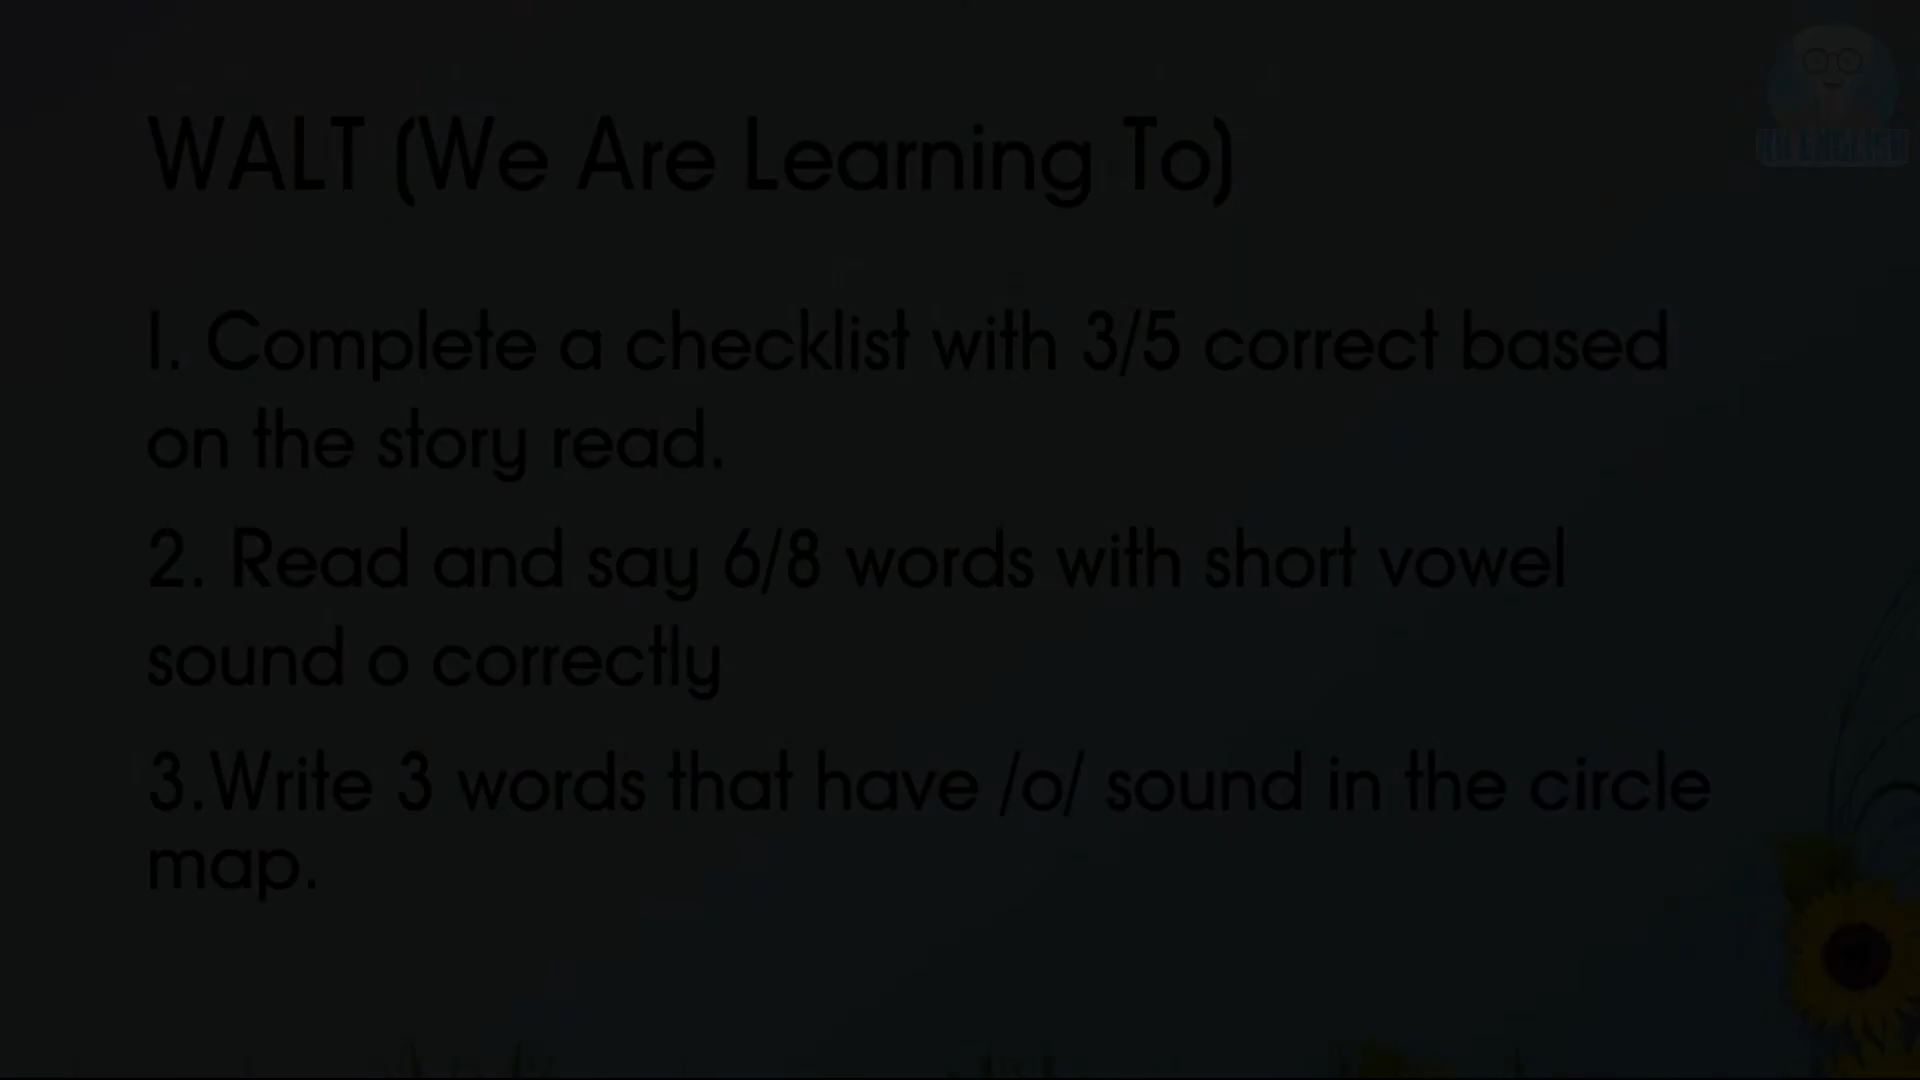 WALT (We Are Learning To)
1. Complete a checklist with 3/5 correct based
on the story read.
2. Read and say 6/8 words with short vowel
sound o correctly
3.Write 3 words that have /o/ sound in the circle
map.
ENGLISH